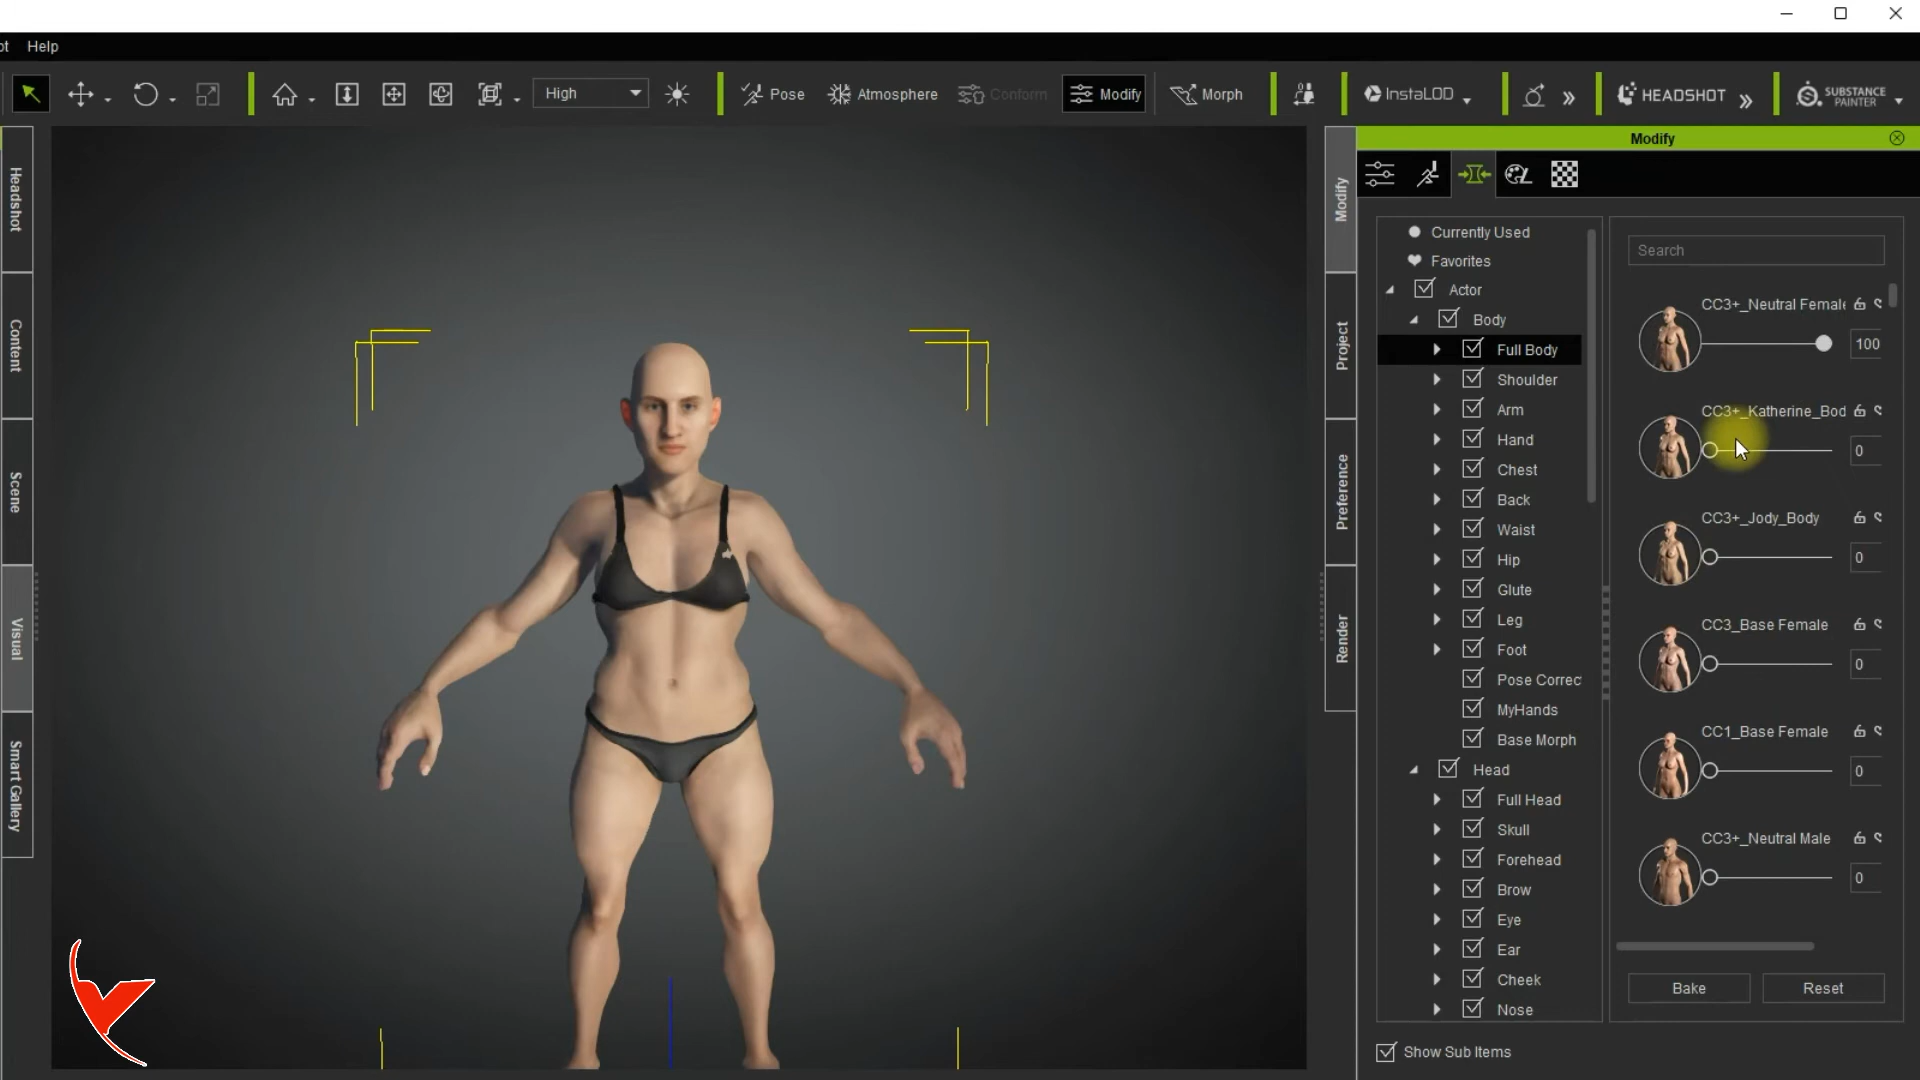 pt Help
High
Pose
Atmosphere
Conform
Modify
Morph
InstaLOD
HEADSHOT
SUBSTANCE
PAINTER
Headshot
Content
Scene
Visual
Smart Gallery
Modify
Project
Preference
Render
Modify
Currently Used
Favorites
Actor
Body
Full Body
Shoulder
Arm
Hand
Chest
Back
Waist
Hip
Glute
Leg
Foot
Pose Correc
MyHands
Base Morph
Head
Full Head
Skull
Forehead
Brow
Eye
Ear
Cheek
Nose
Show Sub Items
Search
CC3+_Neutral Female
100
CC3+_Katherine_Bod
0
CC3+_Jody_Body
0
CC3_Base Female
0
CC1_Base Female
0
CC3+_Neutral Male
0
Bake
Reset